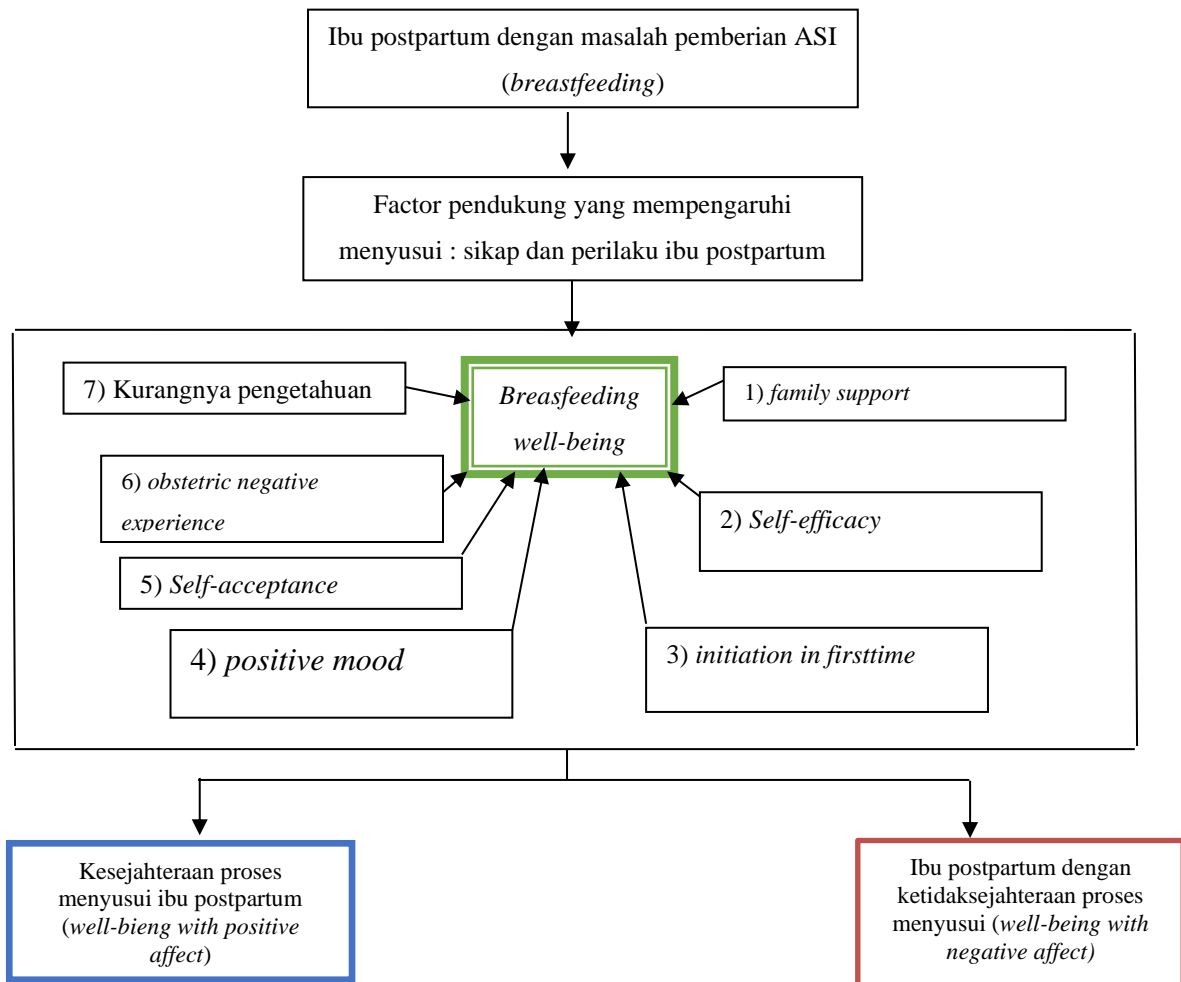 Ibu postpartum dengan masalah pemberian ASI
(breastfeeding)
Factor pendukung yang mempengaruhi
menyusui : sikap dan perilaku ibu postpartum
7) Kurangnya pengetahuan
Breasfeeding
well-being
1) family support
6) obstetric negative
experience
2) Self-efficacy
5) Self-acceptance
4) positive mood
3) initiation in firsttime
Kesejahteraan proses
menyusui ibu postpartum
(well-bieng with positive
affect)
Ibu postpartum dengan
ketidaksejahteraan proses
menyusui (well-being with
negative affect)